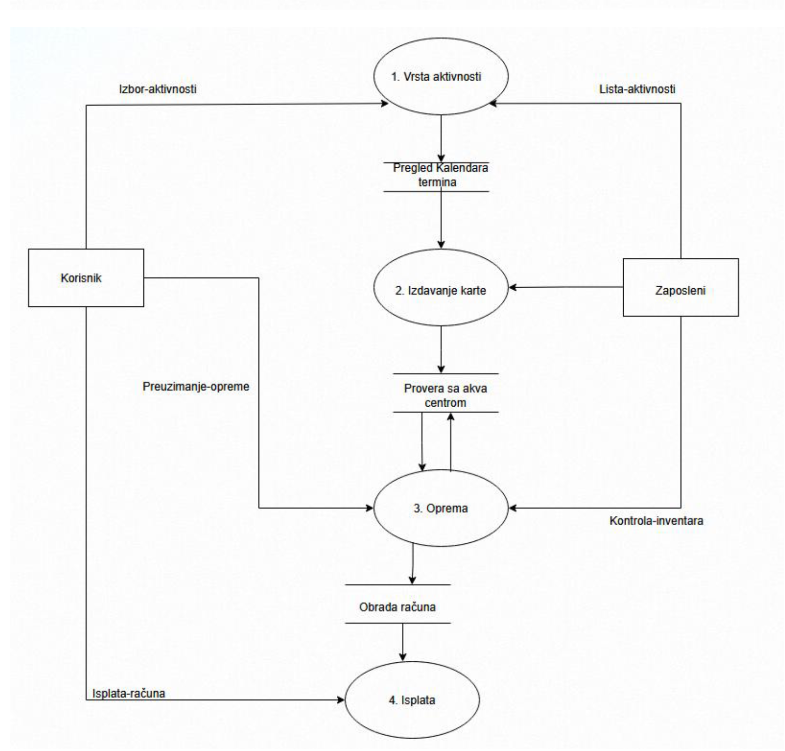 1. Vrsta aktivnosti
Izbor-aktivnosti
Lista-aktivnosti
Pregled Kalendara
termina
Korisnik
2. Izdavanje karte
Zaposleni
Preuzimanje-opreme
Provera sa akva
centrom
3. Oprema
Kontrola-inventara
Obrada računa
Isplata-računa
4. Isplata